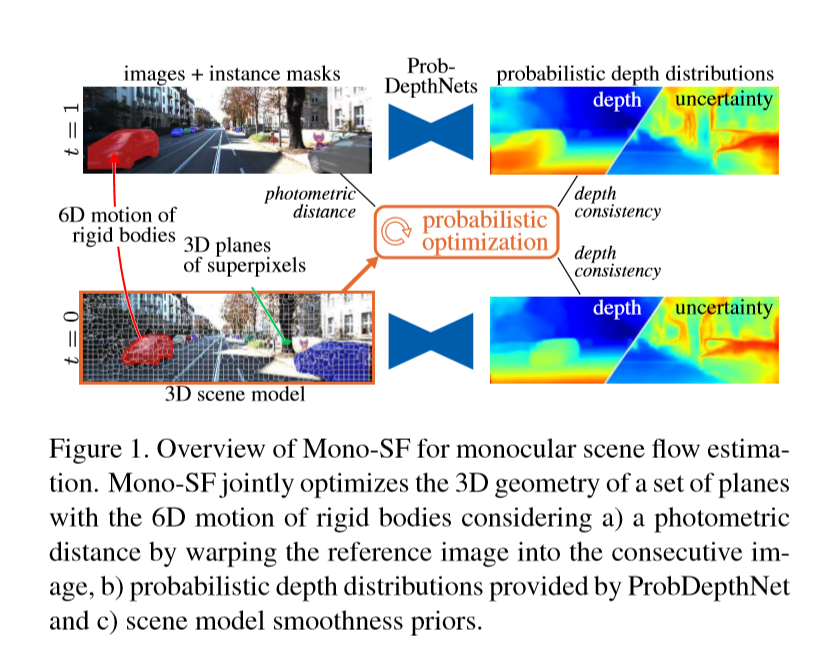 images + instance masks
Prob-
DepthNets
probabilistic depth distributions
t = 1
depth
uncertainty
photometric
distance
depth
consistency
6D motion of
rigid bodies
3D planes
of superpixels
probabilistic
optimization
depth
consistency
t = 0
depth
uncertainty
3D scene model
Figure 1. Overview of Mono-SF for monocular scene flow estima-
tion. Mono-SF jointly optimizes the 3D geometry of a set of planes
with the 6D motion of rigid bodies considering a) a photometric
distance by warping the reference image into the consecutive im-
age, b) probabilistic depth distributions provided by ProbDepthNet
and c) scene model smoothness priors.